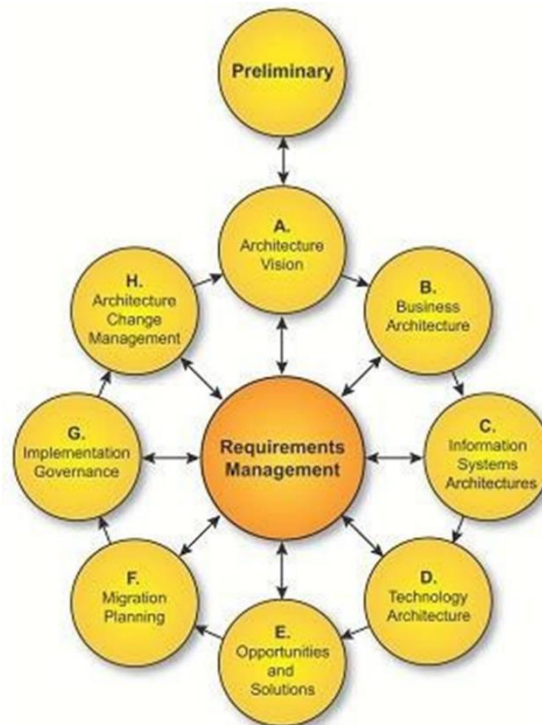 Preliminary
A.
Architecture
Vision
B.
Business
Architecture
C.
Information
Systems
Architectures
D.
Technology
Architecture
E.
Opportunities
and
Solutions
F.
Migration
Planning
G.
Implementation
Governance
H.
Architecture
Change
Management
Requirements
Management